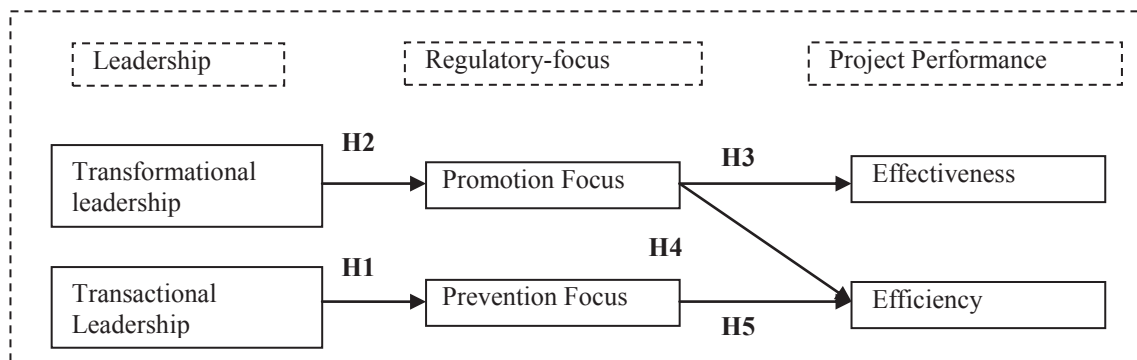 Leadership
Regulatory-focus
Project Performance
H2
H3
Transformational
leadership
Promotion Focus
Effectiveness
H1
H4
Transactional
Leadership
Prevention Focus
Efficiency
H5